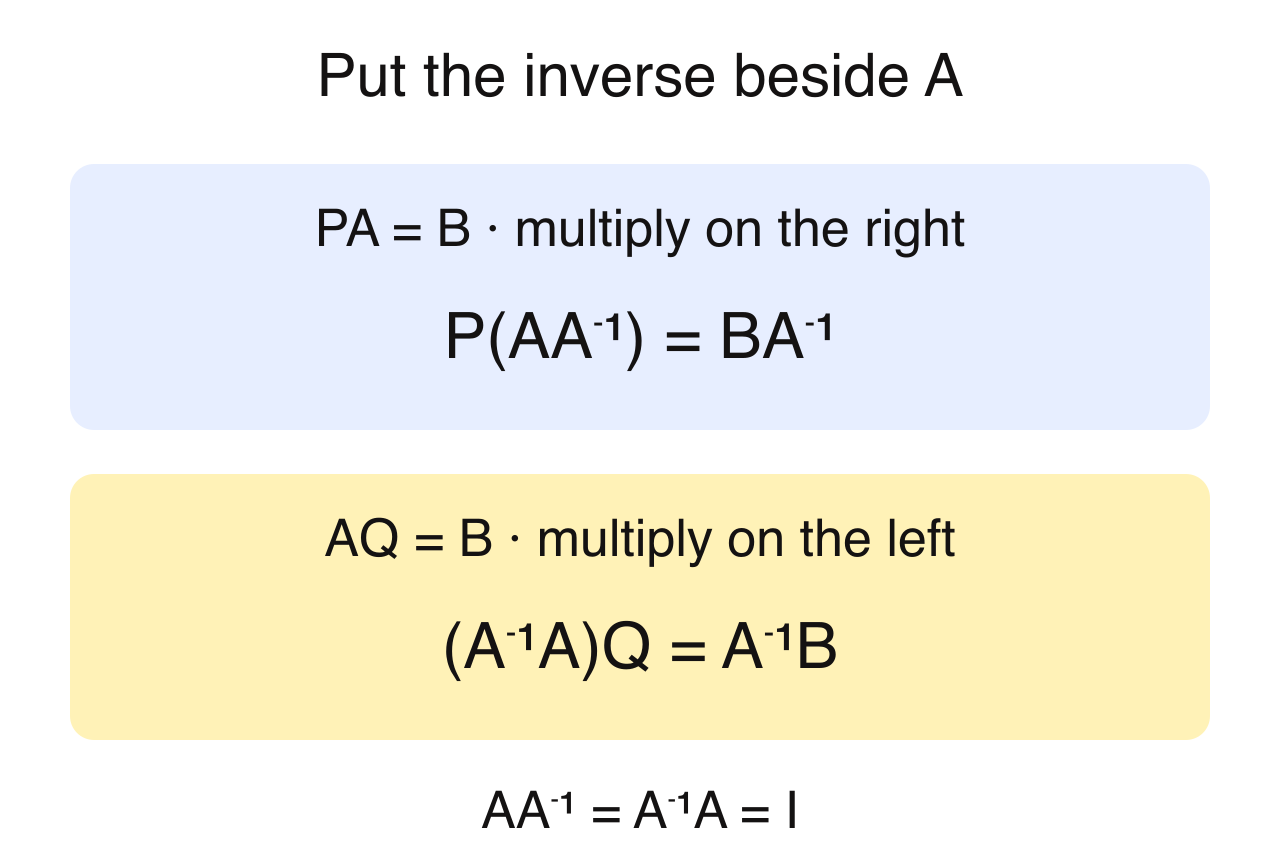 Put the inverse beside A
PA = B · multiply on the right
P(AA⁻¹) = BA⁻¹
AQ = B · multiply on the left
(A⁻¹A)Q = A⁻¹B
AA⁻¹ = A⁻¹A = I